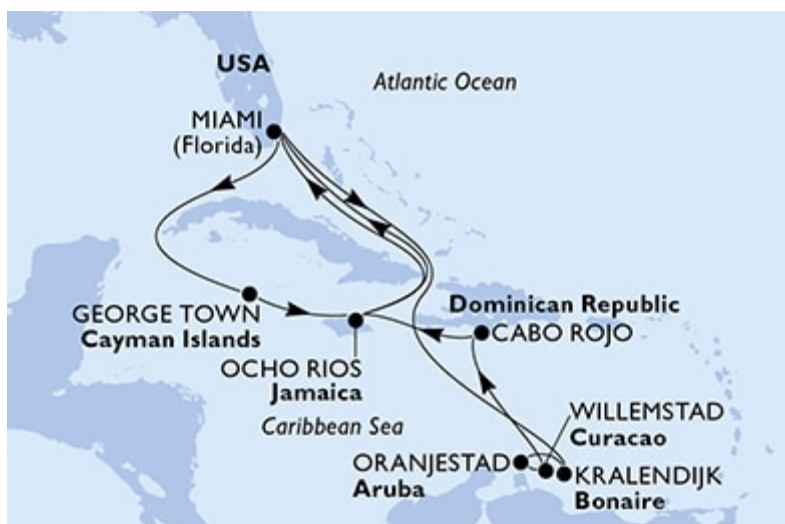 USA
Atlantic Ocean
MIAMI
(Florida)
GEORGE TOWN
Cayman Islands
Dominican Republic
CABO ROJO
OCHO RIOS
Jamaica
Caribbean Sea
WILLEMSTAD
Curacao
ORANJESTAD
Aruba
KRALENDIJK
Bonaire